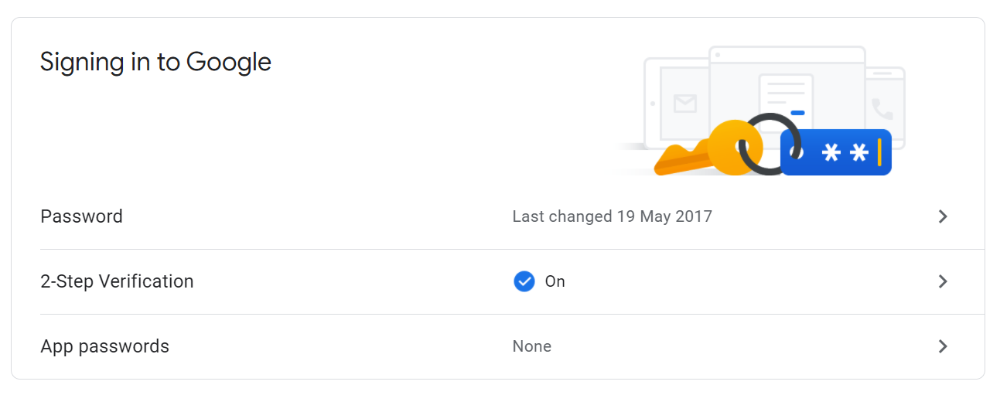 Signing in to Google
* *
Password Last changed 19 May 2017
2-Step Verification On
App passwords None